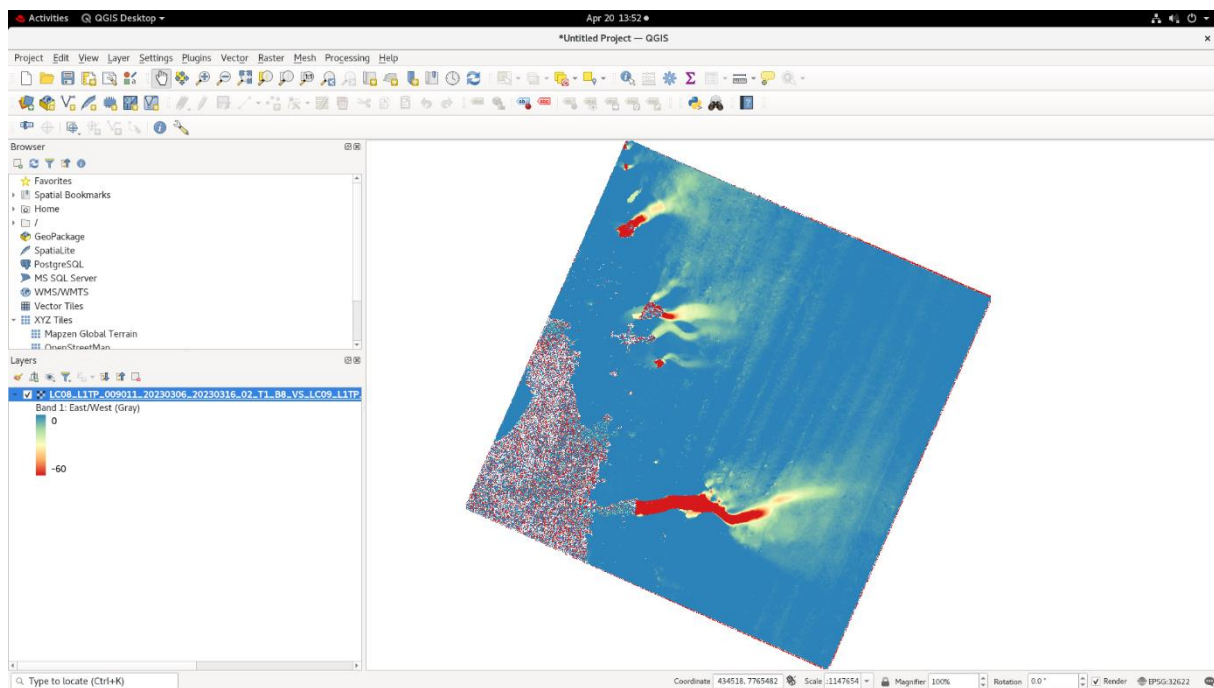 Activities QGIS Desktop Apr 20 13:52
*Untitled Project — QGIS
Project Edit View Layer Settings Plugins Vector Raster Mesh Processing Help
Browser
Favorites
Spatial Bookmarks
Home
/
GeoPackage
SpatiaLite
PostgreSQL
MS SQL Server
WMS/WMTS
Vector Tiles
XYZ Tiles
Mapzen Global Terrain
OpenStreetMap
Layers
LC08_L1TP_009011_20230306_20230316_02_T1_B8_VS_LC09_L1TP_
Band 1: East/West (Gray)
0
-60
Type to locate (Ctrl+K) Coordinate 434518, 7765482 Scale :1147654 Magnifier 100% Rotation 0.0° Render EPSG:32622